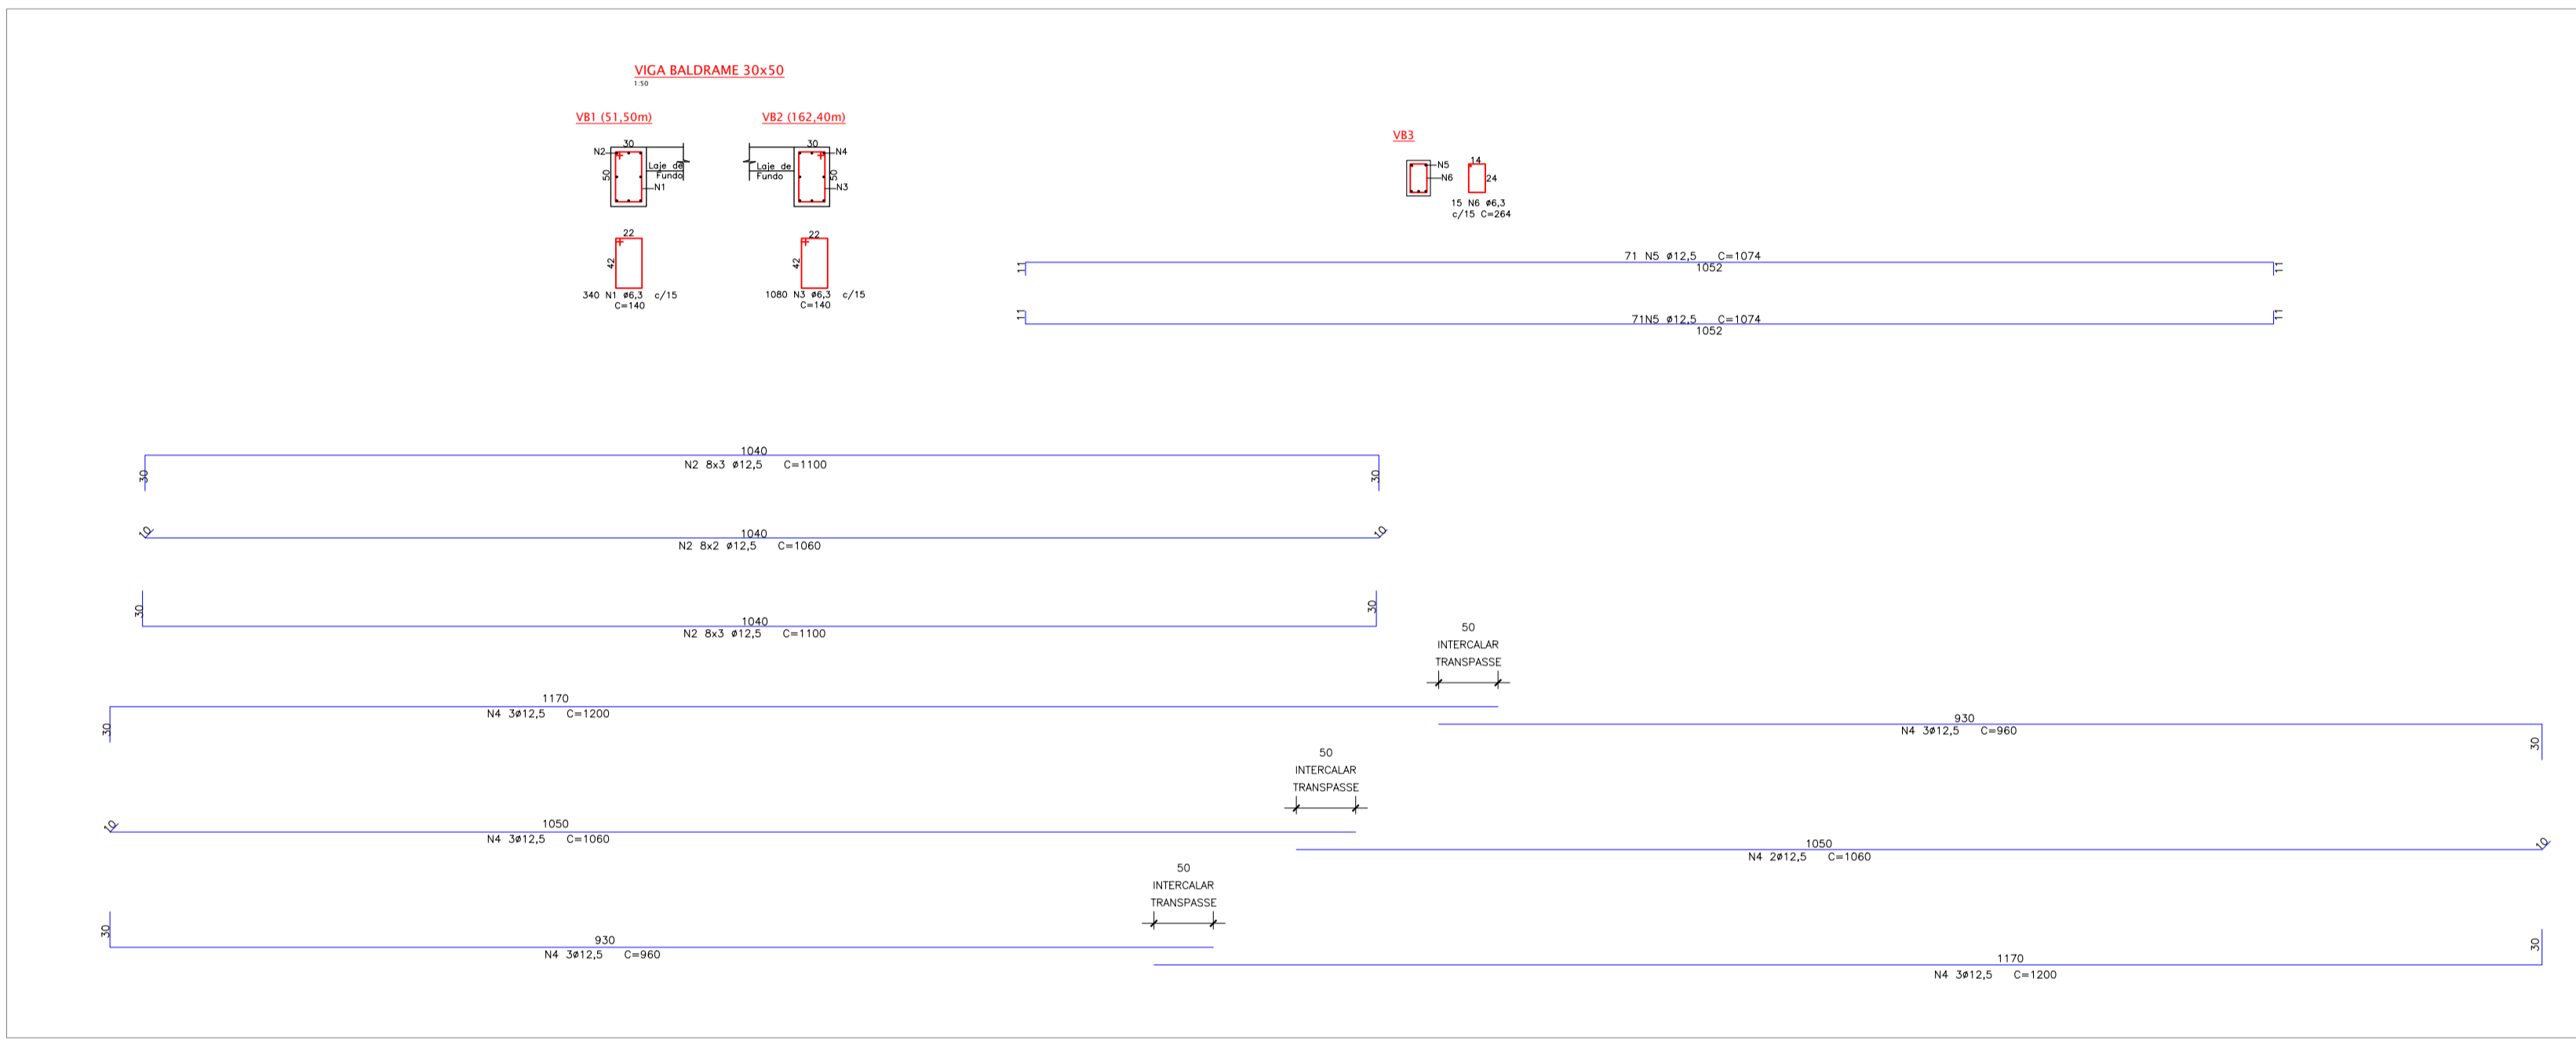 VIGA BALDRAME 30x50
1:50
VB1 (51,50m)
30
N2
50
Laje de
Fundo
N1
22
42
340 N1 ø6,3 c/15
C=140
VB2 (162,40m)
30
N4
50
Laje de
Fundo
N3
22
42
1080 N3 ø6,3 c/15
C=140
VB3
N5
N6
14
24
15 N6 ø6,3
c/15 C=264
71 N5 ø12,5 C=1074
11
1052
11
71N5 ø12,5 C=1074
11
1052
11
1040
N2 8x3 ø12,5 C=1100
30
30
10
1040
10
N2 8x2 ø12,5 C=1060
30
30
1040
N2 8x3 ø12,5 C=1100
50
INTERCALAR
TRANSPASSE
1170
N4 3ø12,5 C=1200
30
930
N4 3ø12,5 C=960
30
50
INTERCALAR
TRANSPASSE
10
1050
N4 3ø12,5 C=1060
1050
10
N4 2ø12,5 C=1060
50
INTERCALAR
TRANSPASSE
30
930
N4 3ø12,5 C=960
30
1170
N4 3ø12,5 C=1200